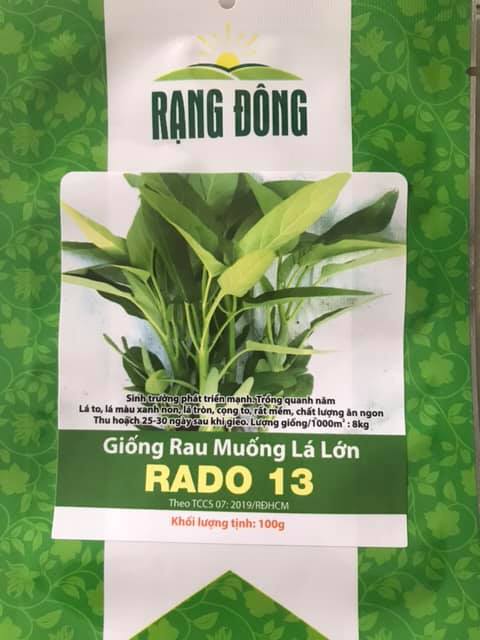 RẠNG ĐÔNG
Sinh trưởng phát triển mạnh. Trồng quanh năm
Lá to, lá màu xanh non, lá tròn, cọng to, rất mềm, chất lượng ăn ngon
Thu hoạch 25-30 ngày sau khi gieo. Lượng giống/1000m² : 8kg
Giống Rau Muống Lá Lớn
RADO 13
Theo TCCS 07: 2019/RĐHCM
Khối lượng tịnh: 100g